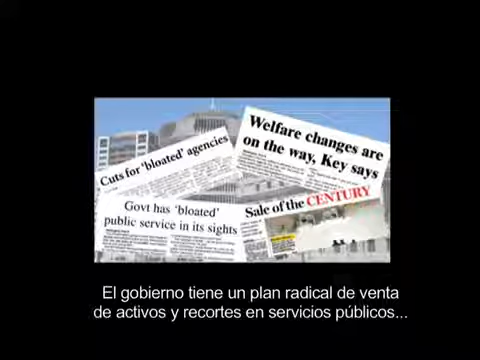 Cuts for 'bloated' agencies
Welfare changes are
on the way, Key says
Govt has 'bloated'
public service in its sights
Sale of the CENTURY
El gobierno tiene un plan radical de venta
de activos y recortes en servicios públicos...